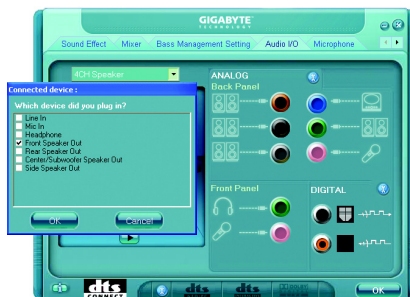 GIGABYTE
TECHNOLOGY
Sound Effect
Mixer
Bass Management Setting
Audio I/O
Microphone
4CH Speaker
Connected device :
Which device did you plug in?
Line In
Mic In
Headphone
Front Speaker Out
Rear Speaker Out
Center/Subwoofer Speaker Out
Side Speaker Out
OK
Cancel
ANALOG
Back Panel
Front Panel
DIGITAL
dts
CONNECT
dts
dts
OK